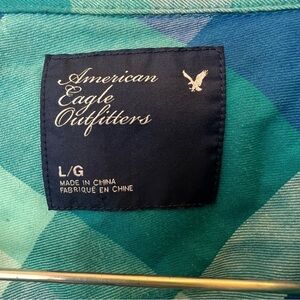 American
Eagle
Outfitters
L/G
MADE IN CHINA
FABRIQUÉ EN CHINE